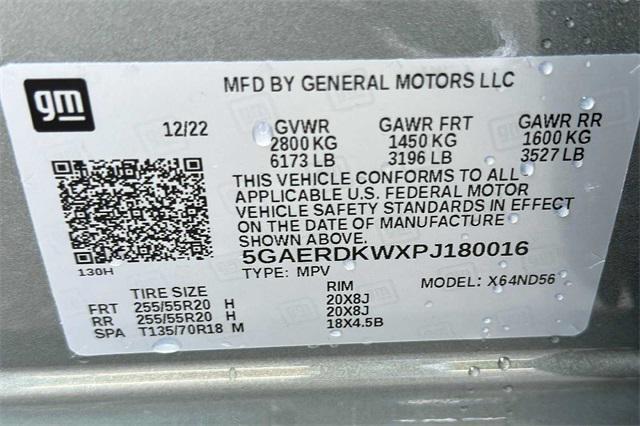 gm
MFD BY GENERAL MOTORS LLC
12/22 GVWR GAWR FRT GAWR RR
2800 KG 1450 KG 1600 KG
6173 LB 3196 LB 3527 LB
THIS VEHICLE CONFORMS TO ALL
APPLICABLE U.S. FEDERAL MOTOR
VEHICLE SAFETY STANDARDS IN EFFECT
ON THE DATE OF MANUFACTURE
SHOWN ABOVE.
130H 5GAERDKWXPJ180016
TYPE: MPV MODEL: X64ND56
TIRE SIZE RIM
FRT 255/55R20 H 20X8J
RR 255/55R20 H 20X8J
SPA T135/70R18 M 18X4.5B